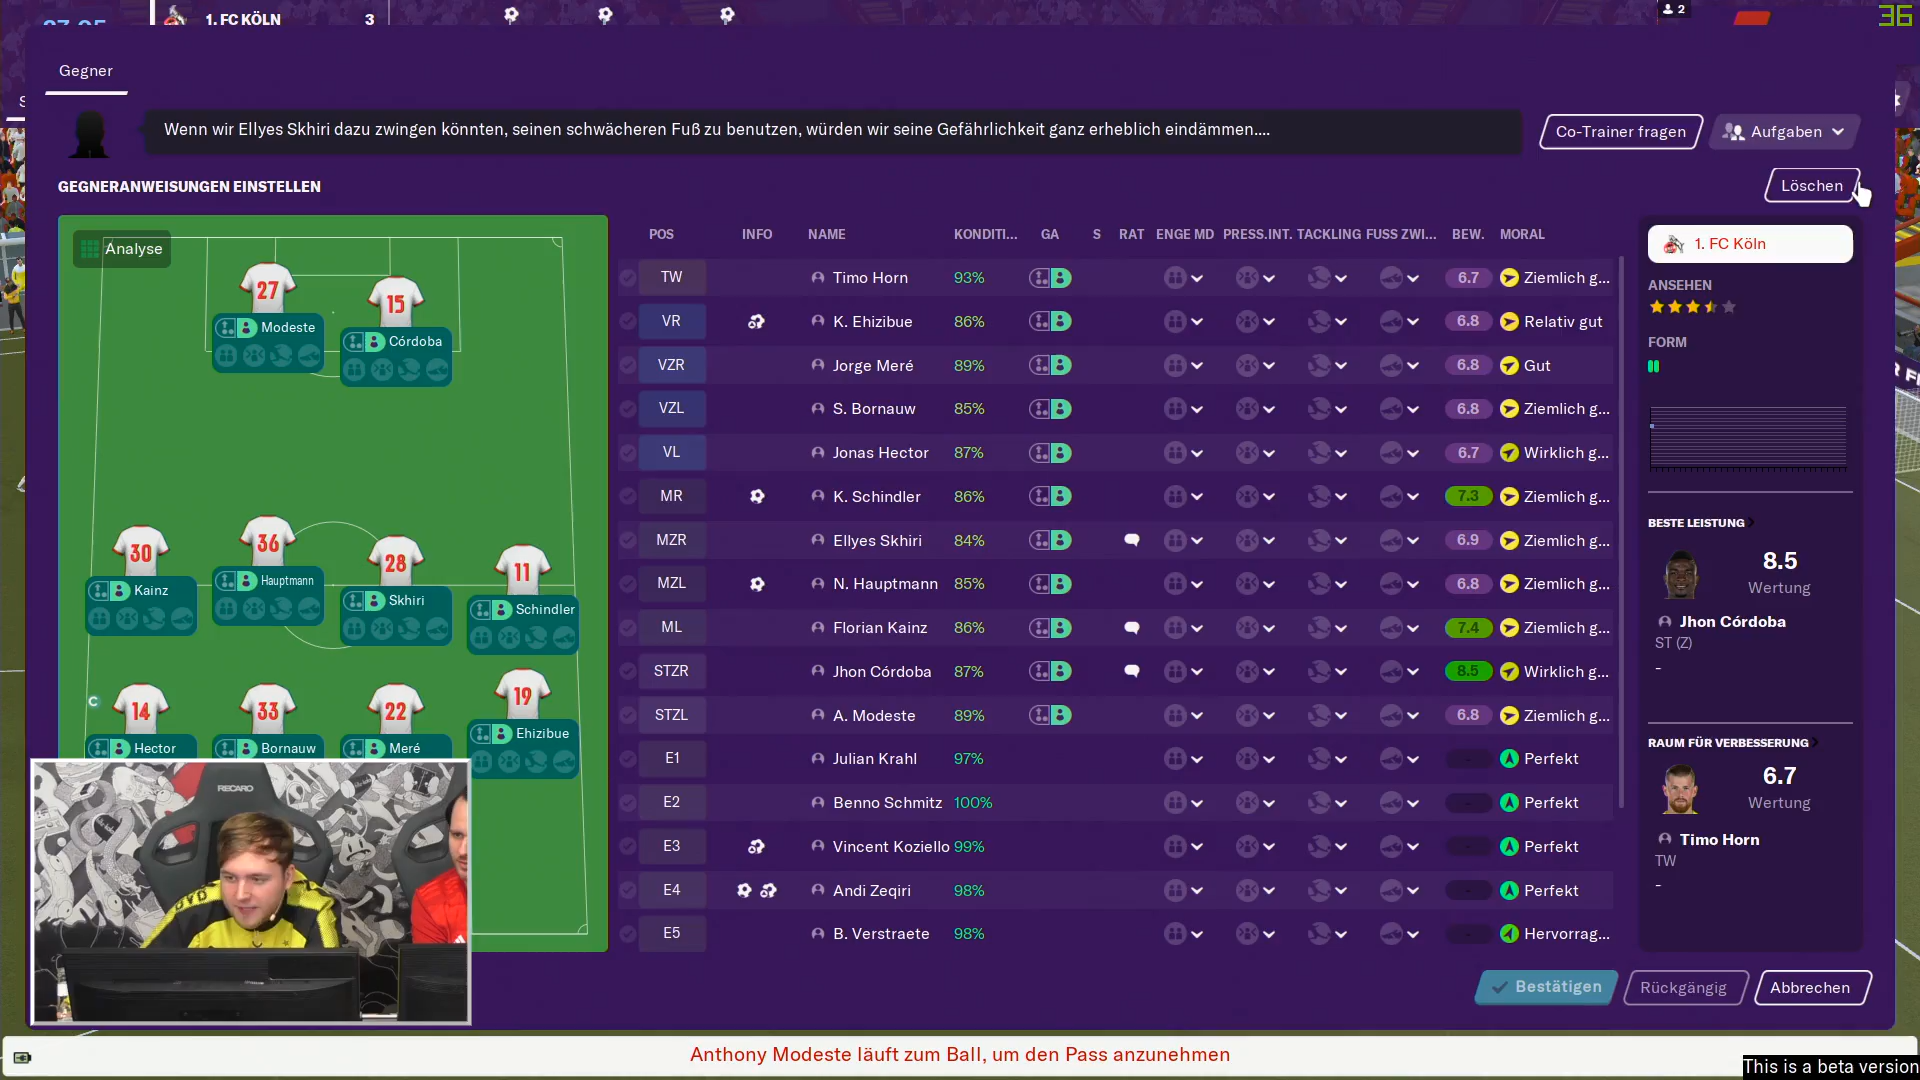 1. FC KÖLN 3
2
36
Gegner
Wenn wir Ellyes Skhiri dazu zwingen könnten, seinen schwächeren Fuß zu benutzen, würden wir seine Gefährlichkeit ganz erheblich eindämmen....
Co-Trainer fragen
Aufgaben
GEGNERANWEISUNGEN EINSTELLEN
Löschen
Analyse
27
Modeste
15
Córdoba
30
Kainz
36
Hauptmann
28
Skhiri
11
Schindler
C
14
Hector
33
Bornauw
22
Meré
19
Ehizibue
RECARO
POS INFO NAME KONDITI... GA S RAT ENGE MD PRESS.INT. TACKLING FUSS ZWI... BEW. MORAL
TW Timo Horn 93% 6.7 Ziemlich g...
VR K. Ehizibue 86% 6.8 Relativ gut
VZR Jorge Meré 89% 6.8 Gut
VZL S. Bornauw 85% 6.8 Ziemlich g...
VL Jonas Hector 87% 6.7 Wirklich g...
MR K. Schindler 86% 7.3 Ziemlich g...
MZR Ellyes Skhiri 84% 6.9 Ziemlich g...
MZL N. Hauptmann 85% 6.8 Ziemlich g...
ML Florian Kainz 86% 7.4 Ziemlich g...
STZR Jhon Córdoba 87% 8.5 Wirklich g...
STZL A. Modeste 89% 6.8 Ziemlich g...
E1 Julian Krahl 97% - Perfekt
E2 Benno Schmitz 100% - Perfekt
E3 Vincent Koziello 99% - Perfekt
E4 Andi Zeqiri 98% - Perfekt
E5 B. Verstraete 98% - Hervorrag...
1. FC Köln
ANSEHEN
FORM
BESTE LEISTUNG
8.5
Wertung
Jhon Córdoba
ST (Z)
-
RAUM FÜR VERBESSERUNG
6.7
Wertung
Timo Horn
TW
-
Bestätigen
Rückgängig
Abbrechen
Anthony Modeste läuft zum Ball, um den Pass anzunehmen
This is a beta version